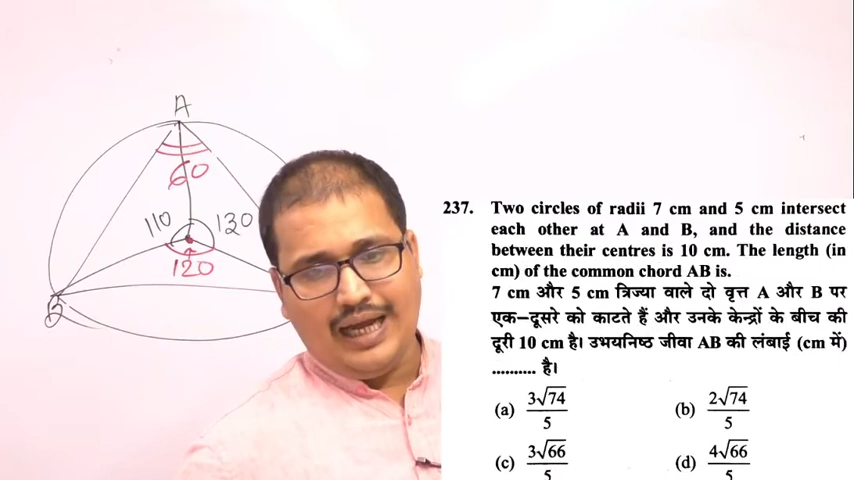 A
60
110
130
120
B
237. Two circles of radii 7 cm and 5 cm intersect
each other at A and B, and the distance
between their centres is 10 cm. The length (in
cm) of the common chord AB is.
7 cm और 5 cm त्रिज्या वाले दो वृत्त A और B पर
एक–दूसरे को काटते हैं और उनके केन्द्रों के बीच की
दूरी 10 cm है। उभयनिष्ठ जीवा AB की लंबाई (cm में)
.......... है।
(a) 3√74/5 (b) 2√74/5
(c) 3√66/5 (d) 4√66/5